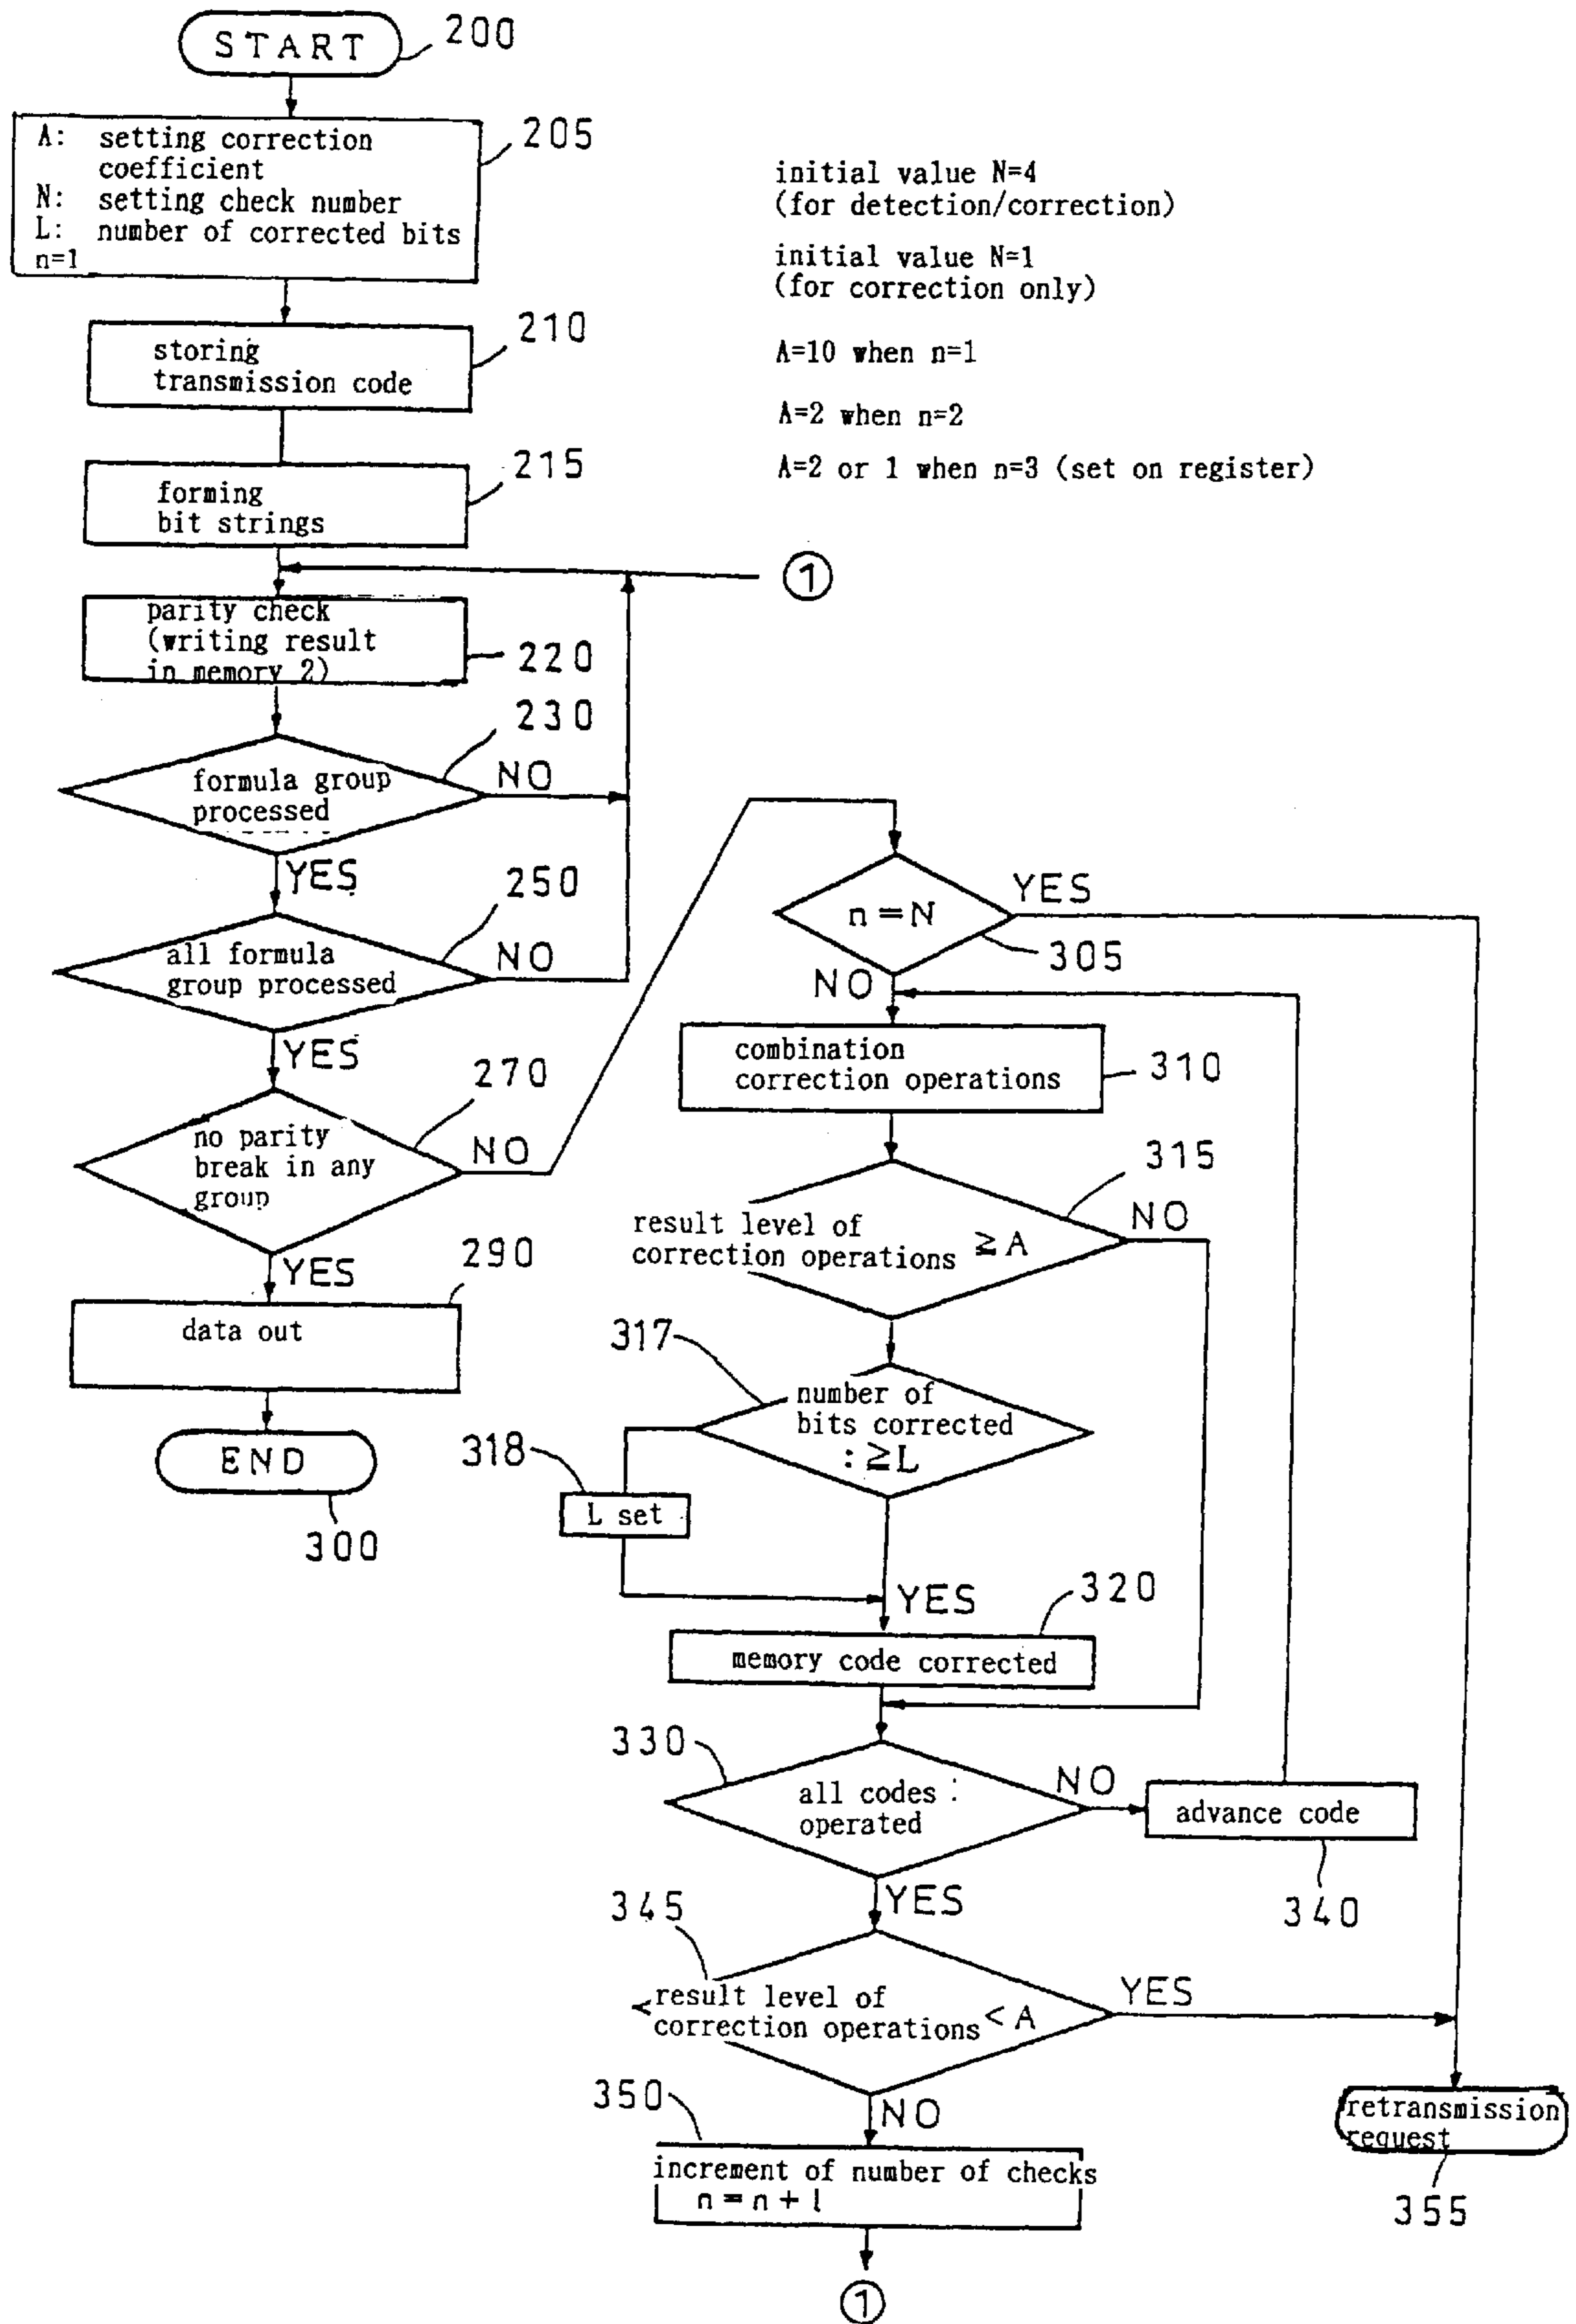 START
200
A: setting correction
coefficient
N: setting check number
L: number of corrected bits
n=1
205
initial value N=4
(for detection/correction)
initial value N=1
(for correction only)
A=10 when n=1
A=2 when n=2
A=2 or 1 when n=3 (set on register)
storing
transmission code
210
forming
bit strings
215
①
parity check
(writing result
in memory 2)
220
formula group
processed
230
NO
YES
all formula
group processed
250
NO
YES
no parity
break in any
group
270
NO
YES
data out
290
END
300
n = N
305
YES
NO
combination
correction operations
310
result level of
correction operations ≧ A
315
NO
317
number of
bits corrected
: ≧ L
318
L set
YES
320
memory code corrected
330
all codes :
operated
NO
advance code
340
YES
345
result level of
correction operations < A
YES
NO
retransmission
request
355
350
increment of number of checks
n = n + 1
①